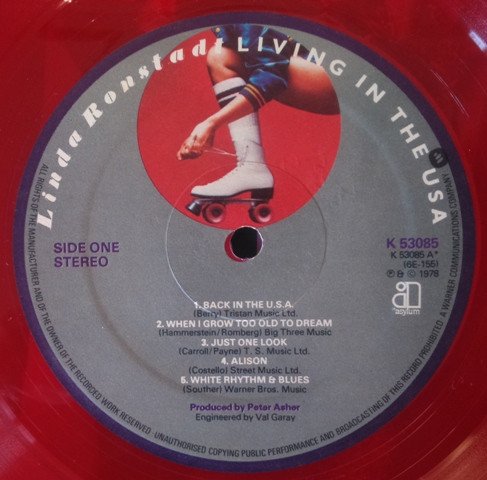 Linda Ronstadt LIVING IN THE USA
SIDE ONE
STEREO
K 53085
K 53085 A*
(6E-155)
℗ & © 1978
asylum
1. BACK IN THE U.S.A.
(Berry) Tristan Music Ltd.
2. WHEN I GROW TOO OLD TO DREAM
(Hammerstein/Romberg) Big Three Music
3. JUST ONE LOOK
(Carroll/Payne) T. S. Music Ltd.
4. ALISON
(Costello) Street Music Ltd.
5. WHITE RHYTHM & BLUES
(Souther) Warner Bros. Music
Produced by Peter Asher
Engineered by Val Garay
ALL RIGHTS OF THE MANUFACTURER AND OF THE OWNER OF THE RECORDED WORK RESERVED. UNAUTHORISED COPYING PUBLIC PERFORMANCE AND BROADCASTING OF THIS RECORD PROHIBITED. A WARNER COMMUNICATIONS COMPANY.